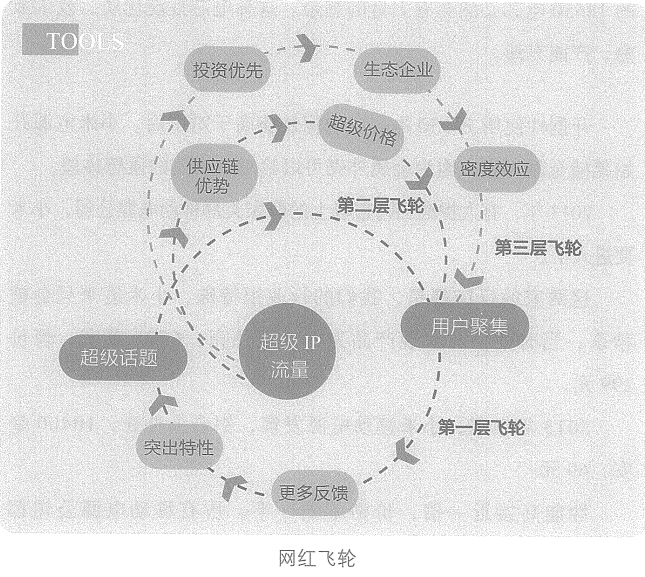 TOOLS
投资优先
生态企业
超级价格
供应链
优势
密度效应
第二层飞轮
第三层飞轮
超级 IP
流量
用户聚集
超级话题
第一层飞轮
突出特性
更多反馈
网红飞轮